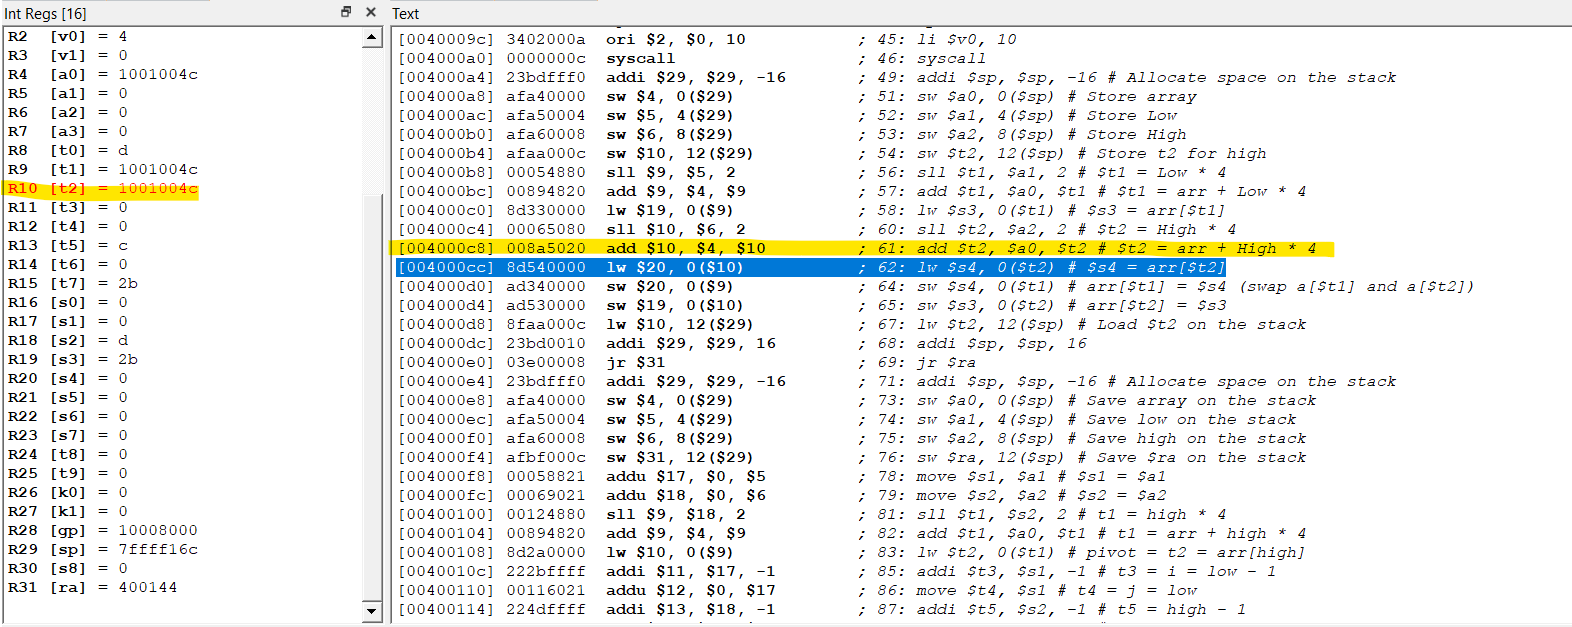 Int Regs [16]
R2 [v0] = 4
R3 [v1] = 0
R4 [a0] = 1001004c
R5 [a1] = 0
R6 [a2] = 0
R7 [a3] = 0
R8 [t0] = d
R9 [t1] = 1001004c
R10 [t2] = 1001004c
R11 [t3] = 0
R12 [t4] = 0
R13 [t5] = c
R14 [t6] = 0
R15 [t7] = 2b
R16 [s0] = 0
R17 [s1] = 0
R18 [s2] = d
R19 [s3] = 2b
R20 [s4] = 0
R21 [s5] = 0
R22 [s6] = 0
R23 [s7] = 0
R24 [t8] = 0
R25 [t9] = 0
R26 [k0] = 0
R27 [k1] = 0
R28 [gp] = 10008000
R29 [sp] = 7ffff16c
R30 [s8] = 0
R31 [ra] = 400144
Text
[0040009c] 3402000a ori $2, $0, 10 ; 45: li $v0, 10
[004000a0] 0000000c syscall ; 46: syscall
[004000a4] 23bdfff0 addi $29, $29, -16 ; 49: addi $sp, $sp, -16 # Allocate space on the stack
[004000a8] afa40000 sw $4, 0($29) ; 51: sw $a0, 0($sp) # Store array
[004000ac] afa50004 sw $5, 4($29) ; 52: sw $a1, 4($sp) # Store Low
[004000b0] afa60008 sw $6, 8($29) ; 53: sw $a2, 8($sp) # Store High
[004000b4] afaa000c sw $10, 12($29) ; 54: sw $t2, 12($sp) # Store t2 for high
[004000b8] 00054880 sll $9, $5, 2 ; 56: sll $t1, $a1, 2 # $t1 = Low * 4
[004000bc] 00894820 add $9, $4, $9 ; 57: add $t1, $a0, $t1 # $t1 = arr + Low * 4
[004000c0] 8d330000 lw $19, 0($9) ; 58: lw $s3, 0($t1) # $s3 = arr[$t1]
[004000c4] 00065080 sll $10, $6, 2 ; 60: sll $t2, $a2, 2 # $t2 = High * 4
[004000c8] 008a5020 add $10, $4, $10 ; 61: add $t2, $a0, $t2 # $t2 = arr + High * 4
[004000cc] 8d540000 lw $20, 0($10) ; 62: lw $s4, 0($t2) # $s4 = arr[$t2]
[004000d0] ad340000 sw $20, 0($9) ; 64: sw $s4, 0($t1) # arr[$t1] = $s4 (swap a[$t1] and a[$t2])
[004000d4] ad530000 sw $19, 0($10) ; 65: sw $s3, 0($t2) # arr[$t2] = $s3
[004000d8] 8faa000c lw $10, 12($29) ; 67: lw $t2, 12($sp) # Load $t2 on the stack
[004000dc] 23bd0010 addi $29, $29, 16 ; 68: addi $sp, $sp, 16
[004000e0] 03e00008 jr $31 ; 69: jr $ra
[004000e4] 23bdfff0 addi $29, $29, -16 ; 71: addi $sp, $sp, -16 # Allocate space on the stack
[004000e8] afa40000 sw $4, 0($29) ; 73: sw $a0, 0($sp) # Save array on the stack
[004000ec] afa50004 sw $5, 4($29) ; 74: sw $a1, 4($sp) # Save low on the stack
[004000f0] afa60008 sw $6, 8($29) ; 75: sw $a2, 8($sp) # Save high on the stack
[004000f4] afbf000c sw $31, 12($29) ; 76: sw $ra, 12($sp) # Save $ra on the stack
[004000f8] 00058821 addu $17, $0, $5 ; 78: move $s1, $a1 # $s1 = $a1
[004000fc] 00069021 addu $18, $0, $6 ; 79: move $s2, $a2 # $s2 = $a2
[00400100] 00124880 sll $9, $18, 2 ; 81: sll $t1, $s2, 2 # t1 = high * 4
[00400104] 00894820 add $9, $4, $9 ; 82: add $t1, $a0, $t1 # t1 = arr + high * 4
[00400108] 8d2a0000 lw $10, 0($9) ; 83: lw $t2, 0($t1) # pivot = t2 = arr[high]
[0040010c] 222bffff addi $11, $17, -1 ; 85: addi $t3, $s1, -1 # t3 = i = low - 1
[00400110] 00116021 addu $12, $0, $17 ; 86: move $t4, $s1 # t4 = j = low
[00400114] 224dffff addi $13, $18, -1 ; 87: addi $t5, $s2, -1 # t5 = high - 1